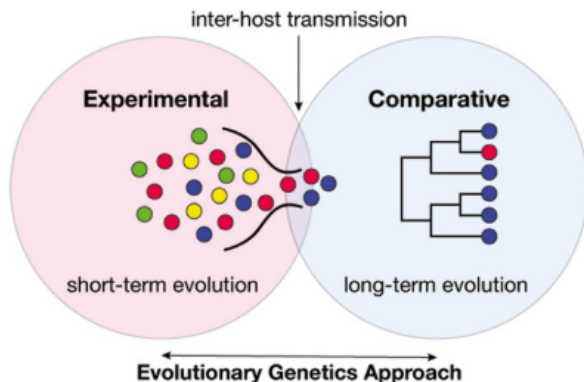 inter-host transmission
Experimental
Comparative
short-term evolution
long-term evolution
Evolutionary Genetics Approach